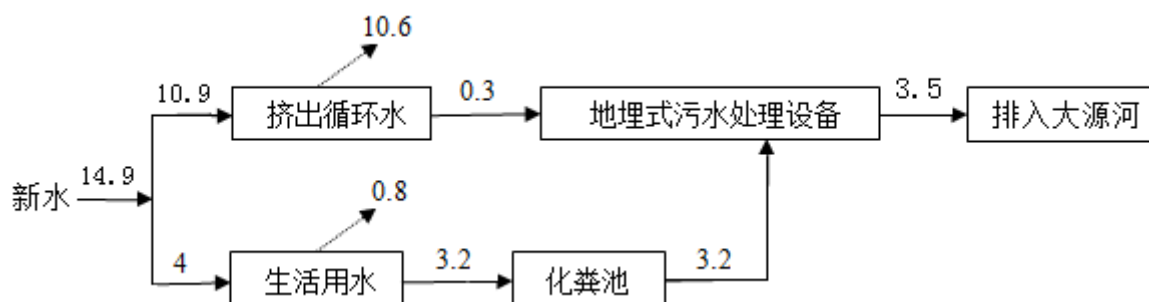 10.6
10.9
挤出循环水
0.3
地埋式污水处理设备
3.5
排入大源河
新水
14.9
0.8
4
生活用水
3.2
化粪池
3.2